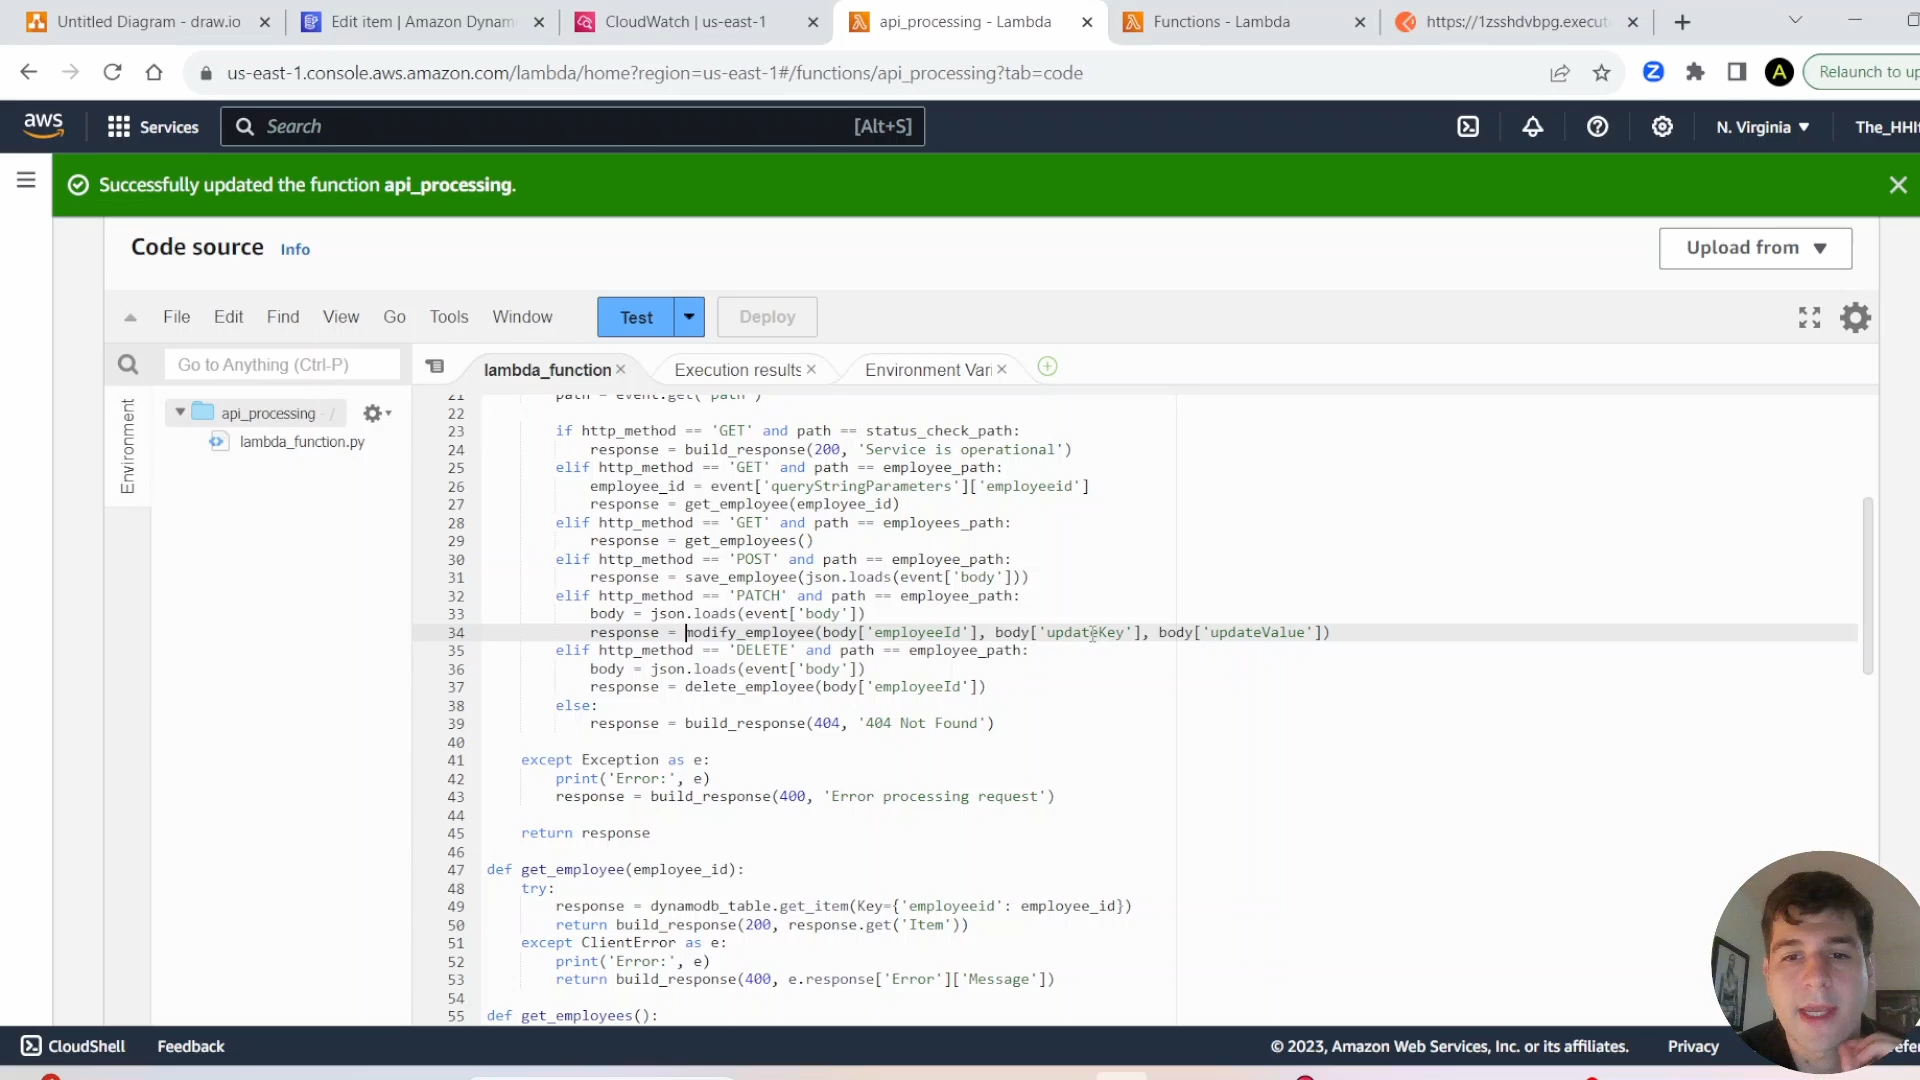 Untitled Diagram - draw.io
Edit item | Amazon Dynam
CloudWatch | us-east-1
api_processing - Lambda
Functions - Lambda
https://1zsshdvbpg.execut
us-east-1.console.aws.amazon.com/lambda/home?region=us-east-1#/functions/api_processing?tab=code
A
Relaunch to up
aws
Services
Search
[Alt+S]
N. Virginia
The_HHIt
Successfully updated the function api_processing.
Code source
Info
Upload from
File
Edit
Find
View
Go
Tools
Window
Test
Deploy
Go to Anything (Ctrl-P)
lambda_function
Execution results
Environment Vari
Environment
api_processing - /
lambda_function.py
21 path = event.get('path')
22
23 if http_method == 'GET' and path == status_check_path:
24 response = build_response(200, 'Service is operational')
25 elif http_method == 'GET' and path == employee_path:
26 employee_id = event['queryStringParameters']['employeeid']
27 response = get_employee(employee_id)
28 elif http_method == 'GET' and path == employees_path:
29 response = get_employees()
30 elif http_method == 'POST' and path == employee_path:
31 response = save_employee(json.loads(event['body']))
32 elif http_method == 'PATCH' and path == employee_path:
33 body = json.loads(event['body'])
34 response = modify_employee(body['employeeId'], body['updateKey'], body['updateValue'])
35 elif http_method == 'DELETE' and path == employee_path:
36 body = json.loads(event['body'])
37 response = delete_employee(body['employeeId'])
38 else:
39 response = build_response(404, '404 Not Found')
40
41 except Exception as e:
42 print('Error:', e)
43 response = build_response(400, 'Error processing request')
44
45 return response
46
47 def get_employee(employee_id):
48 try:
49 response = dynamodb_table.get_item(Key={'employeeid': employee_id})
50 return build_response(200, response.get('Item'))
51 except ClientError as e:
52 print('Error:', e)
53 return build_response(400, e.response['Error']['Message'])
54
55 def get_employees():
CloudShell
Feedback
© 2023, Amazon Web Services, Inc. or its affiliates.
Privacy